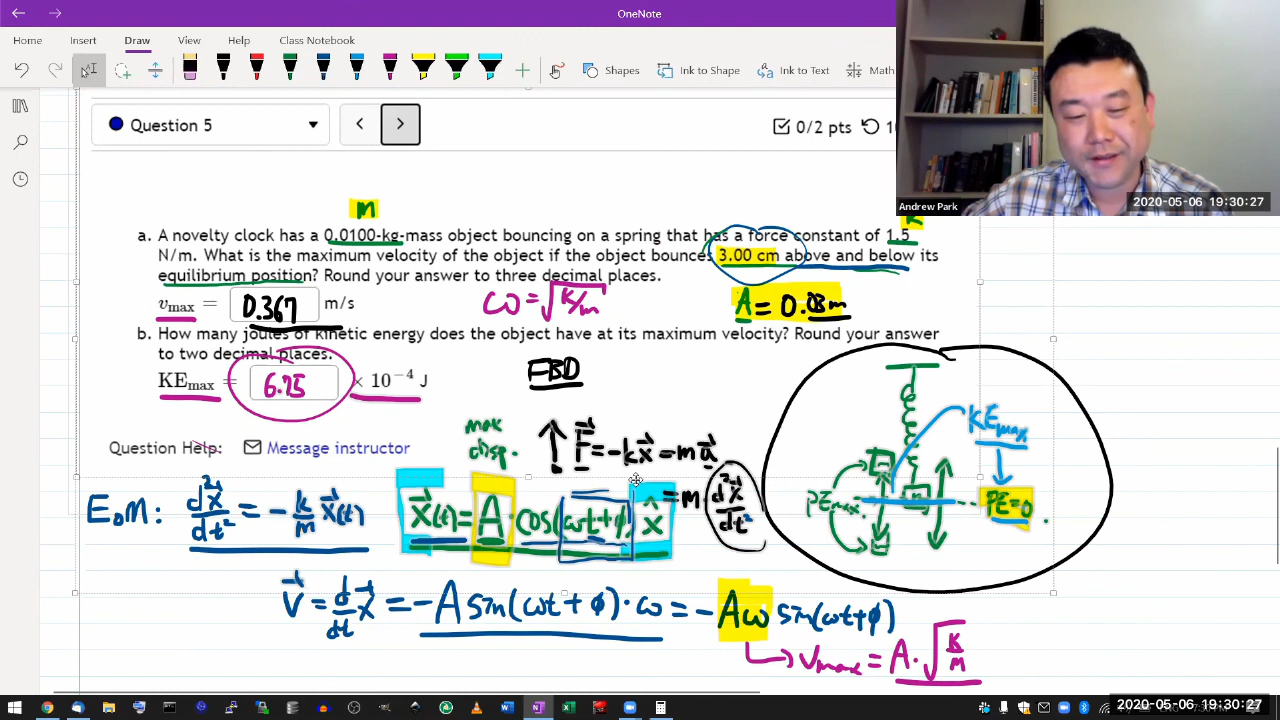 OneNote
Home Insert Draw View Help Class Notebook
Shapes Ink to Shape Ink to Text Math
Question 5
0/2 pts
Andrew Park
2020-05-06 19:30:27
m
a. A novelty clock has a 0.0100-kg-mass object bouncing on a spring that has a force constant of 1.5
N/m. What is the maximum velocity of the object if the object bounces 3.00 cm above and below its
equilibrium position? Round your answer to three decimal places.
v_max = 0.367 m/s
ω = √k/m
A = 0.03m
b. How many joules of kinetic energy does the object have at its maximum velocity? Round your answer
to two decimal places.
KE_max = 6.75 × 10⁻⁴ J
FBD
Question Help: Message instructor
max
disp.
F⃗ = -kx⃗ = ma⃗
= m · d²x⃗/dt²
KE_max
PE_max
PE=0
EoM: d²x⃗/dt² = -k/m x⃗(t)
x⃗(t) = A · cos(ωt+φ) x̂
v⃗ = d/dt x⃗ = -A sin(ωt+φ)·ω = -Aω sin(ωt+φ)
v_max = A·√k/m
2020-05-06 19:30:27